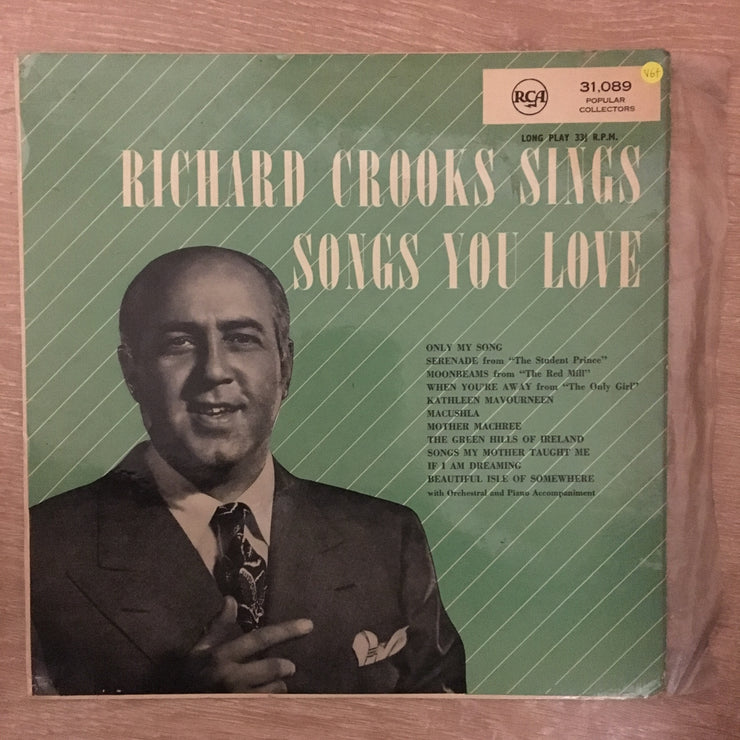 VG+
RCA
31,089
POPULAR
COLLECTORS
LONG PLAY 33⅓ R.P.M.
RICHARD CROOKS SINGS
SONGS YOU LOVE
ONLY MY SONG
SERENADE from "The Student Prince"
MOONBEAMS from "The Red Mill"
WHEN YOU'RE AWAY from "The Only Girl"
KATHLEEN MAVOURNEEN
MACUSHLA
MOTHER MACHREE
THE GREEN HILLS OF IRELAND
SONGS MY MOTHER TAUGHT ME
IF I AM DREAMING
BEAUTIFUL ISLE OF SOMEWHERE
with Orchestral and Piano Accompaniment